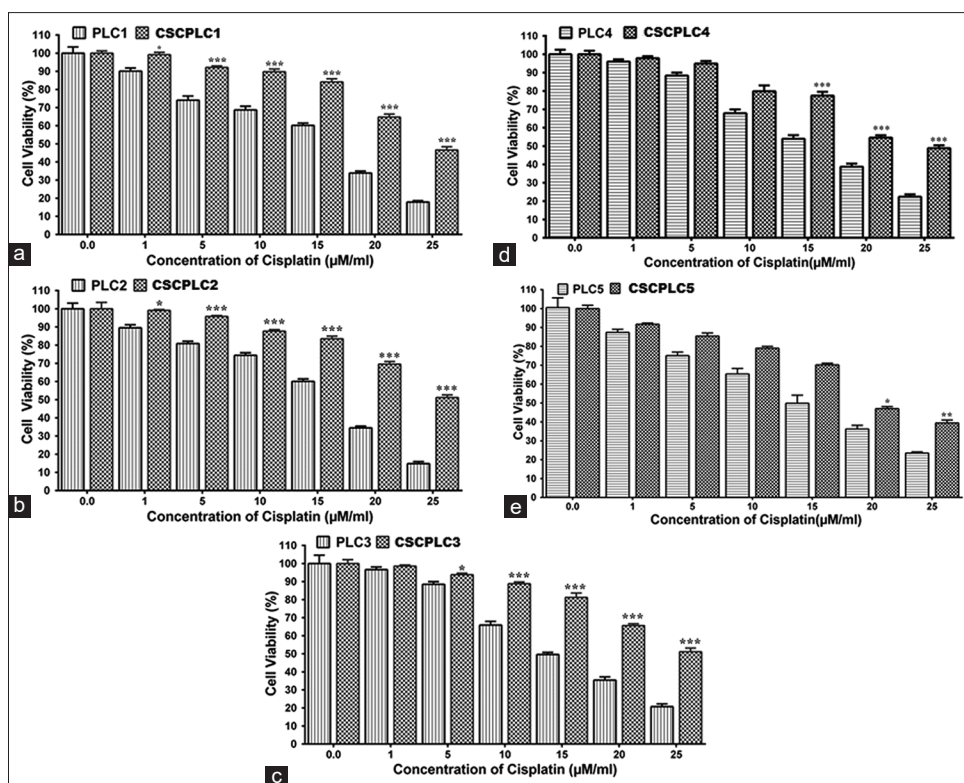 PLC1 CSCPLC1
110
100
90
80
70
60
50
40
30
20
10
0
Cell Viability (%)
* *** *** *** *** ***
0.0 1 5 10 15 20 25
Concentration of Cisplatin (µM/ml)
a
PLC2 CSCPLC2
110
100
90
80
70
60
50
40
30
20
10
0
Cell Viability (%)
* *** *** *** *** ***
0.0 1 5 10 15 20 25
Concentration of Cisplatin (µM/ml)
b
PLC3 CSCPLC3
110
100
90
80
70
60
50
40
30
20
10
0
Cell Viability (%)
* *** *** *** ***
0.0 1 5 10 15 20 25
Concentration of Cisplatin (µM/ml)
c
PLC4 CSCPLC4
110
100
90
80
70
60
50
40
30
20
10
0
Cell Viability (%)
*** *** ***
0.0 1 5 10 15 20 25
Concentration of Cisplatin(µM/ml)
d
PLC5 CSCPLC5
110
100
90
80
70
60
50
40
30
20
10
0
Cell Viability (%)
* **
0.0 1 5 10 15 20 25
Concentration of Cisplatin(µM/ml)
e